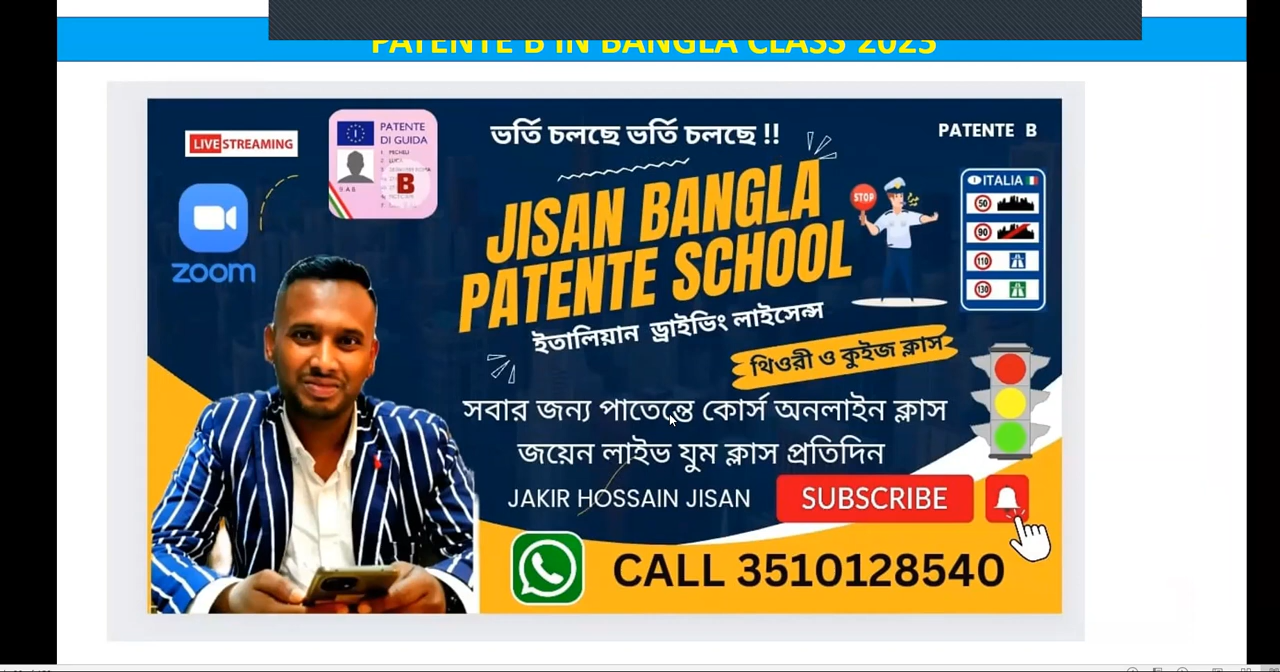 PATENTE B IN BANGLA CLASS 2023
LIVE STREAMING
PATENTE
DI GUIDA
B
zoom
ভর্তি চলছে ভর্তি চলছে !!
PATENTE B
JISAN BANGLA
PATENTE SCHOOL
STOP
ITALIA
50
90
110
130
ইতালিয়ান ড্রাইভিং লাইসেন্স
থিওরী ও কুইজ ক্লাস
সবার জন্য পাতেন্তে কোর্স অনলাইন ক্লাস
জয়েন লাইভ যুম ক্লাস প্রতিদিন
JAKIR HOSSAIN JISAN
SUBSCRIBE
CALL 3510128540